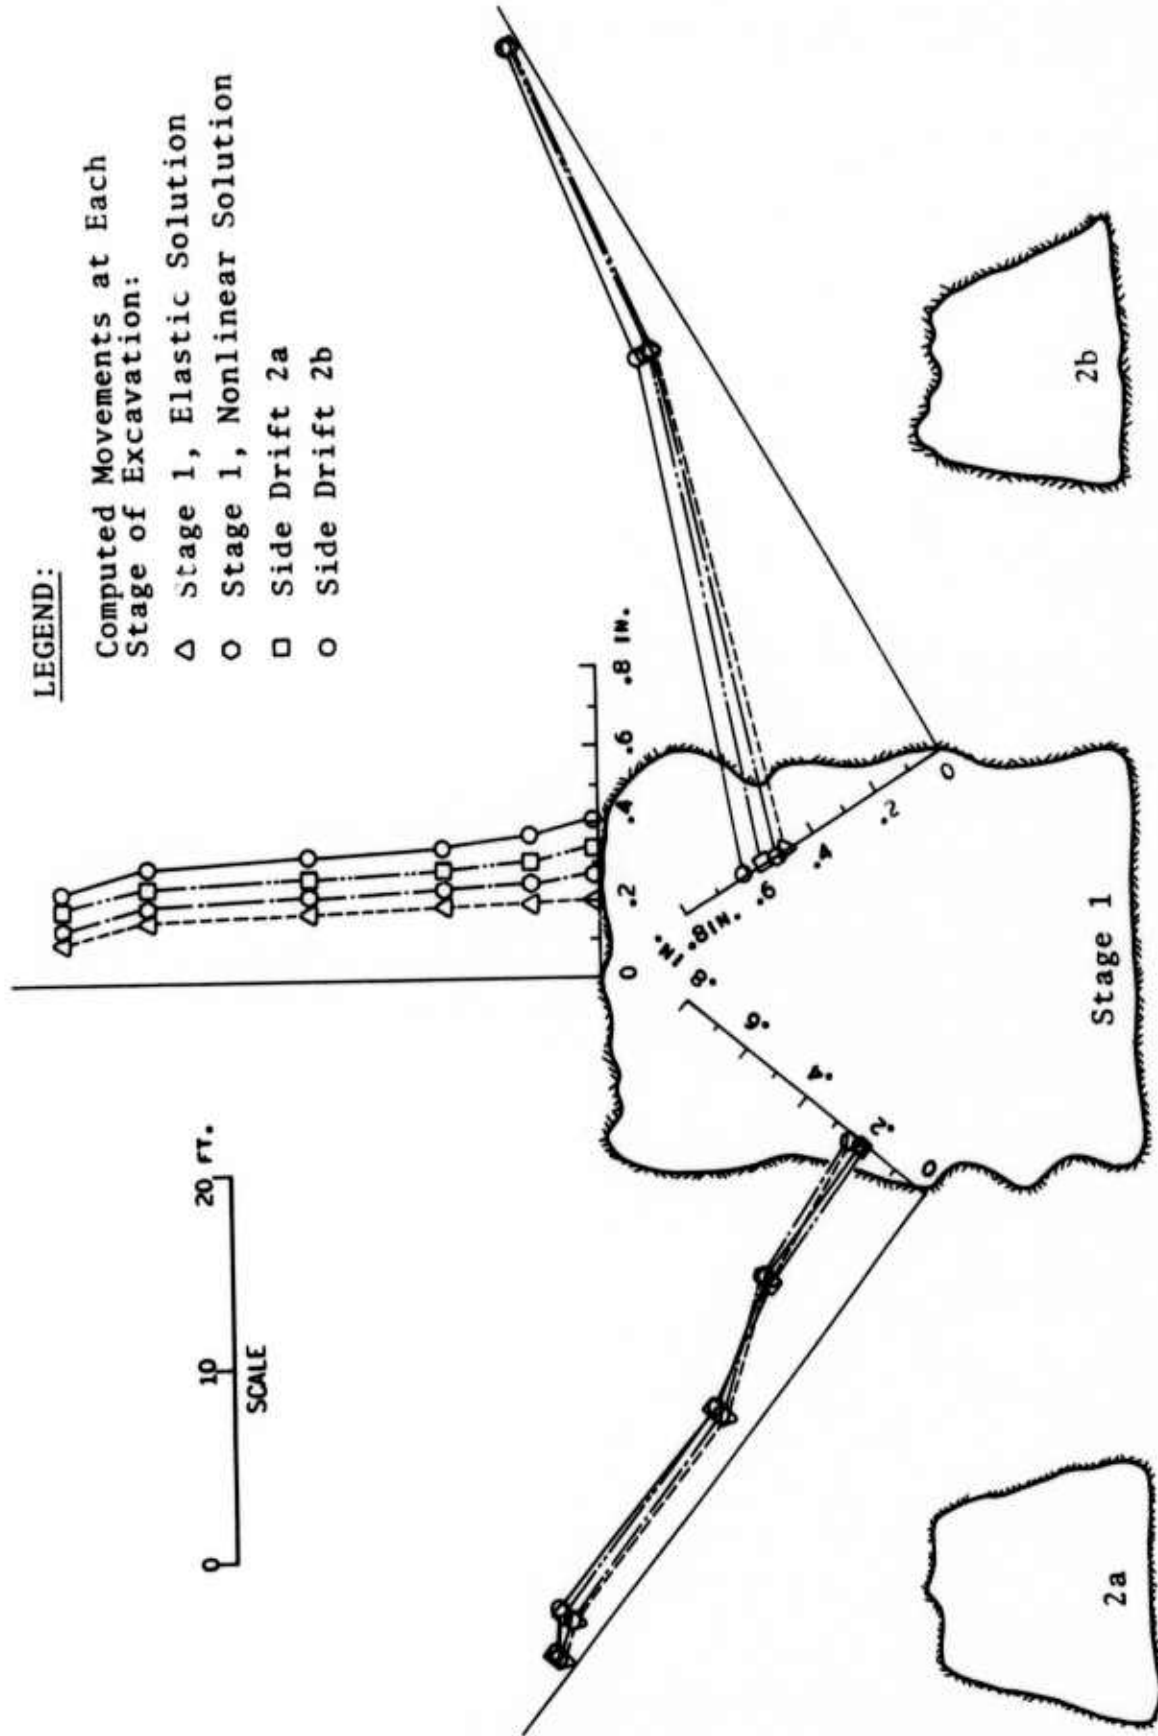 LEGEND:
Computed Movements at Each
Stage of Excavation:
△ Stage 1, Elastic Solution
⬡ Stage 1, Nonlinear Solution
□ Side Drift 2a
○ Side Drift 2b
0 10 20 FT.
SCALE
0 .2 .4 .6 .8 IN.
0 .2 .4 .6 .8 IN.
0 .2 .4 .6 .8 IN.
Stage 1
2a
2b